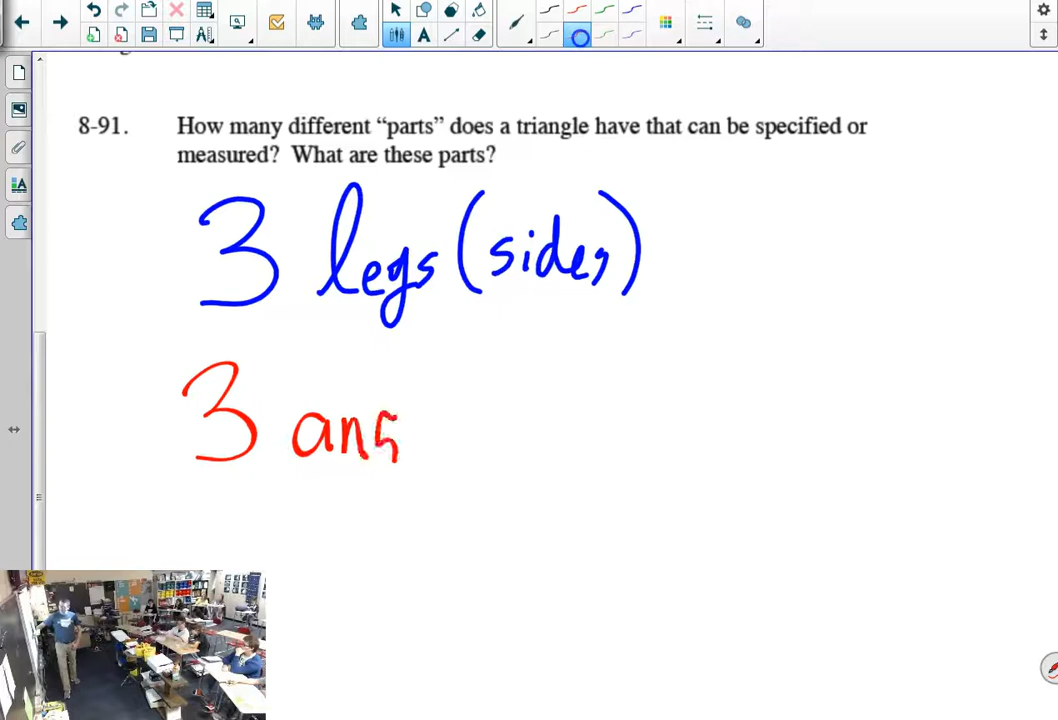 8-91. How many different “parts” does a triangle have that can be specified or
measured? What are these parts?
3 legs (sides)
3 ang